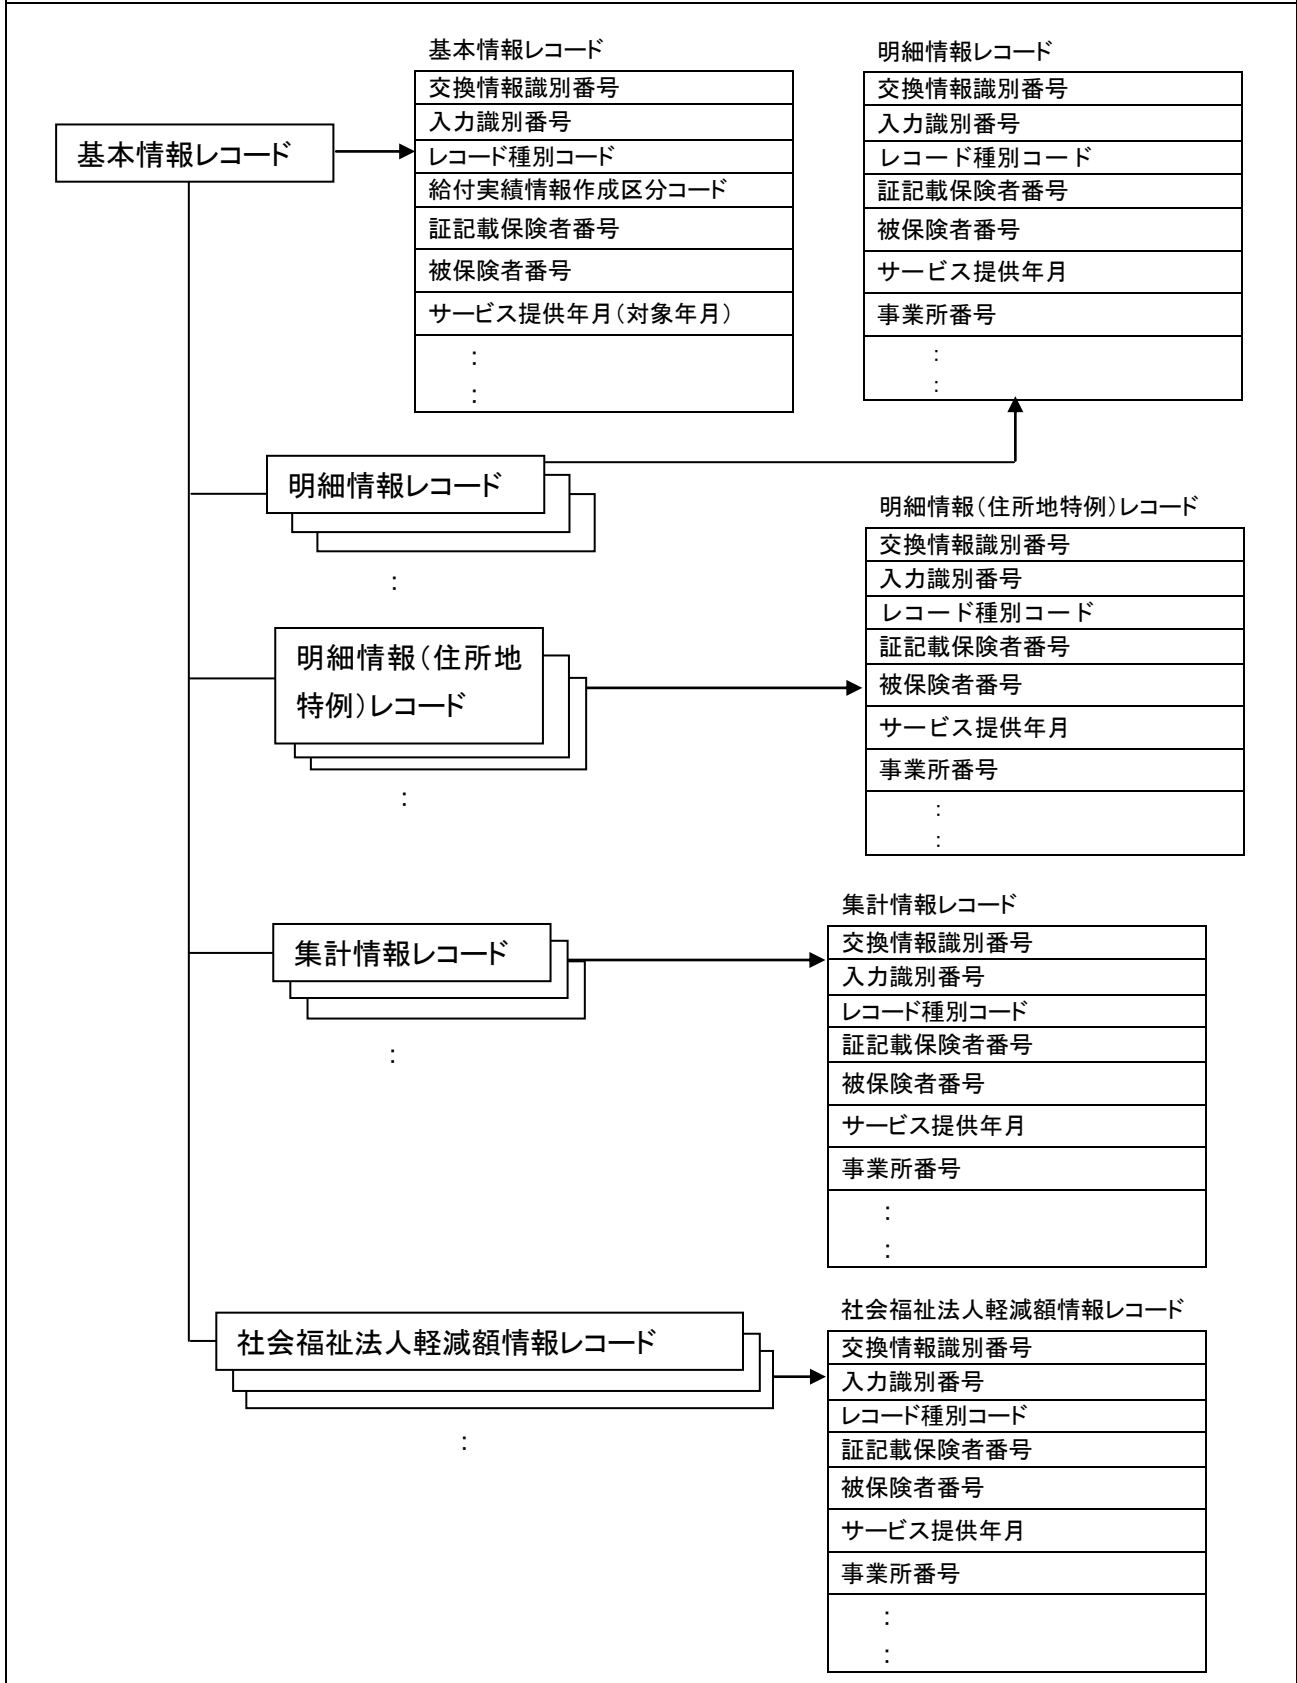 基本情報レコード
基本情報レコード
交換情報識別番号
入力識別番号
レコード種別コード
給付実績情報作成区分コード
証記載保険者番号
被保険者番号
サービス提供年月(対象年月)
:
:
明細情報レコード
交換情報識別番号
入力識別番号
レコード種別コード
証記載保険者番号
被保険者番号
サービス提供年月
事業所番号
:
:
明細情報レコード
:
明細情報(住所地特例)レコード
交換情報識別番号
入力識別番号
レコード種別コード
証記載保険者番号
被保険者番号
サービス提供年月
事業所番号
:
:
明細情報(住所地
特例)レコード
:
集計情報レコード
交換情報識別番号
入力識別番号
レコード種別コード
証記載保険者番号
被保険者番号
サービス提供年月
事業所番号
:
:
集計情報レコード
:
社会福祉法人軽減額情報レコード
交換情報識別番号
入力識別番号
レコード種別コード
証記載保険者番号
被保険者番号
サービス提供年月
事業所番号
:
:
社会福祉法人軽減額情報レコード
: